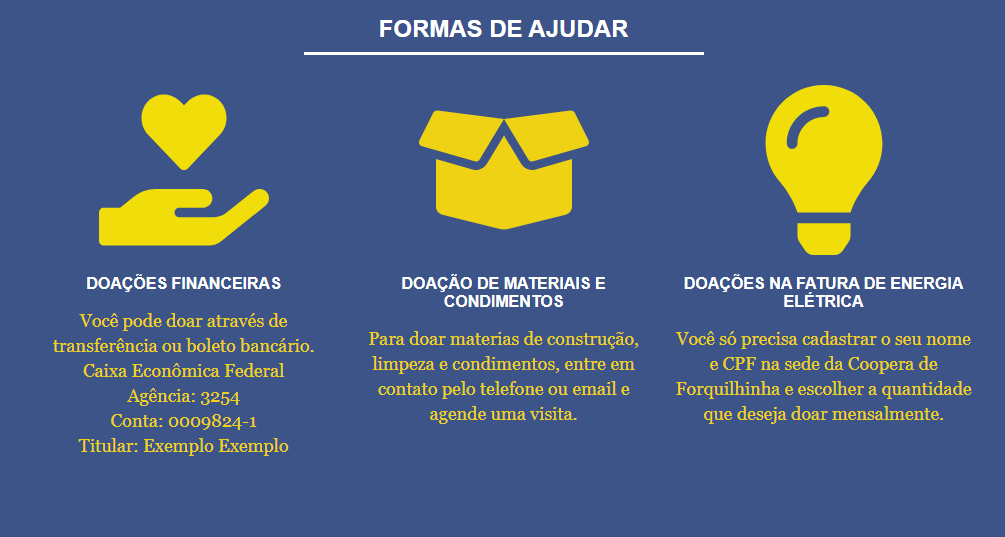 FORMAS DE AJUDAR
DOAÇÕES FINANCEIRAS
Você pode doar através de
transferência ou boleto bancário.
Caixa Econômica Federal
Agência: 3254
Conta: 0009824-1
Titular: Exemplo Exemplo
DOAÇÃO DE MATERIAIS E
CONDIMENTOS
Para doar materias de construção,
limpeza e condimentos, entre em
contato pelo telefone ou email e
agende uma visita.
DOAÇÕES NA FATURA DE ENERGIA
ELÉTRICA
Você só precisa cadastrar o seu nome
e CPF na sede da Coopera de
Forquilhinha e escolher a quantidade
que deseja doar mensalmente.